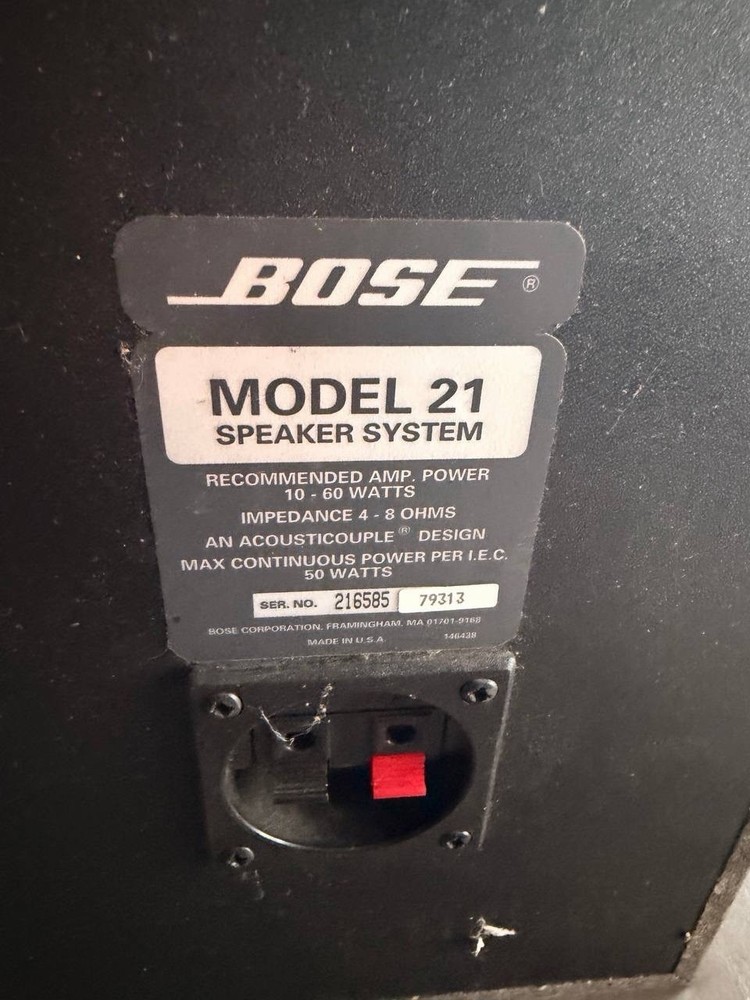 BOSE ®
MODEL 21
SPEAKER SYSTEM
RECOMMENDED AMP. POWER
10 - 60 WATTS
IMPEDANCE 4 - 8 OHMS
AN ACOUSTICOUPLE® DESIGN
MAX CONTINUOUS POWER PER I.E.C.
50 WATTS
SER. NO. 216585 79313
BOSE CORPORATION, FRAMINGHAM, MA 01701-9168
MADE IN U.S.A. 146438